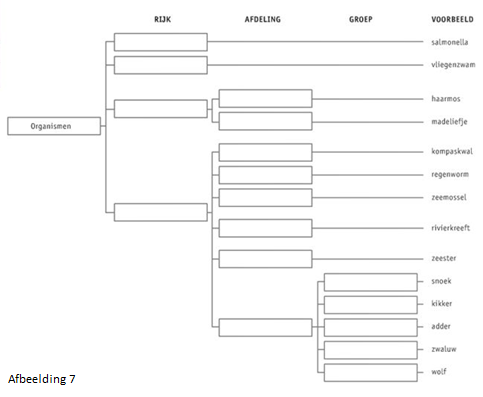 RIJK AFDELING GROEP VOORBEELD
salmonella
vliegenzwam
haarmos
Organismen
madeliefje
kompaskwal
regenworm
zeemossel
rivierkreeft
zeester
snoek
kikker
adder
zwaluw
wolf
Afbeelding 7